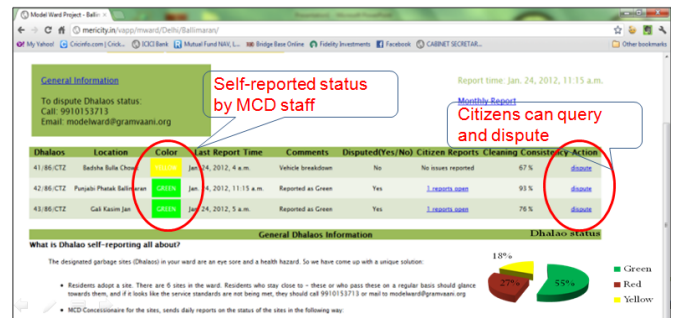 Model Ward Project - Ballim
mericity.in/vapp/mward/Delhi/Ballimaran/
My Yahoo! Cricinfo.com | Crick... ICICI Bank Mutual Fund NAV, L... Bridge Base Online Fidelity Investments Facebook CABINET SECRETAR... Other bookmarks
General Information
To dispute Dhalaos status:
Call: 9910153713
Email: modelward@gramvaani.org
Self-reported status
by MCD staff
Report time: Jan. 24, 2012, 11:15 a.m.
Monthly Report
Citizens can query
and dispute
Dhalaos Location Color Last Report Time Comments Disputed(Yes/No) Citizen Reports Cleaning Consistency Action
41/86/CTZ Badsha Bulle Chowk YELLOW Jan. 24, 2012, 4 a.m. Vehicle breakdown No No issues reported 67 % dispute
42/86/CTZ Punjabi Phatak Ballimaran GREEN Jan. 24, 2012, 11:15 a.m. Reported as Green Yes 1 reports open 93 % dispute
43/86/CTZ Gali Kasim Jan GREEN Jan. 24, 2012, 5 a.m. Reported as Green Yes 1 reports open 76 % dispute
General Dhalaos Information
Dhalao status
What is Dhalao self-reporting all about?
The designated garbage sites (Dhalaos) in your ward are an eye sore and a health hazard. So we have come up with a unique solution:
Residents adopt a site. There are 6 sites in the ward. Residents who stay close to - these or who pass these on a regular basis should glance
towards them, and if it looks like the service standards are not being met, they should call 9910153713 or mail to modelward@gramvaani.org
MCD Concessionaire for the sites, sends daily reports on the status of the sites in the following way:
18%
27%
55%
Green
Red
Yellow